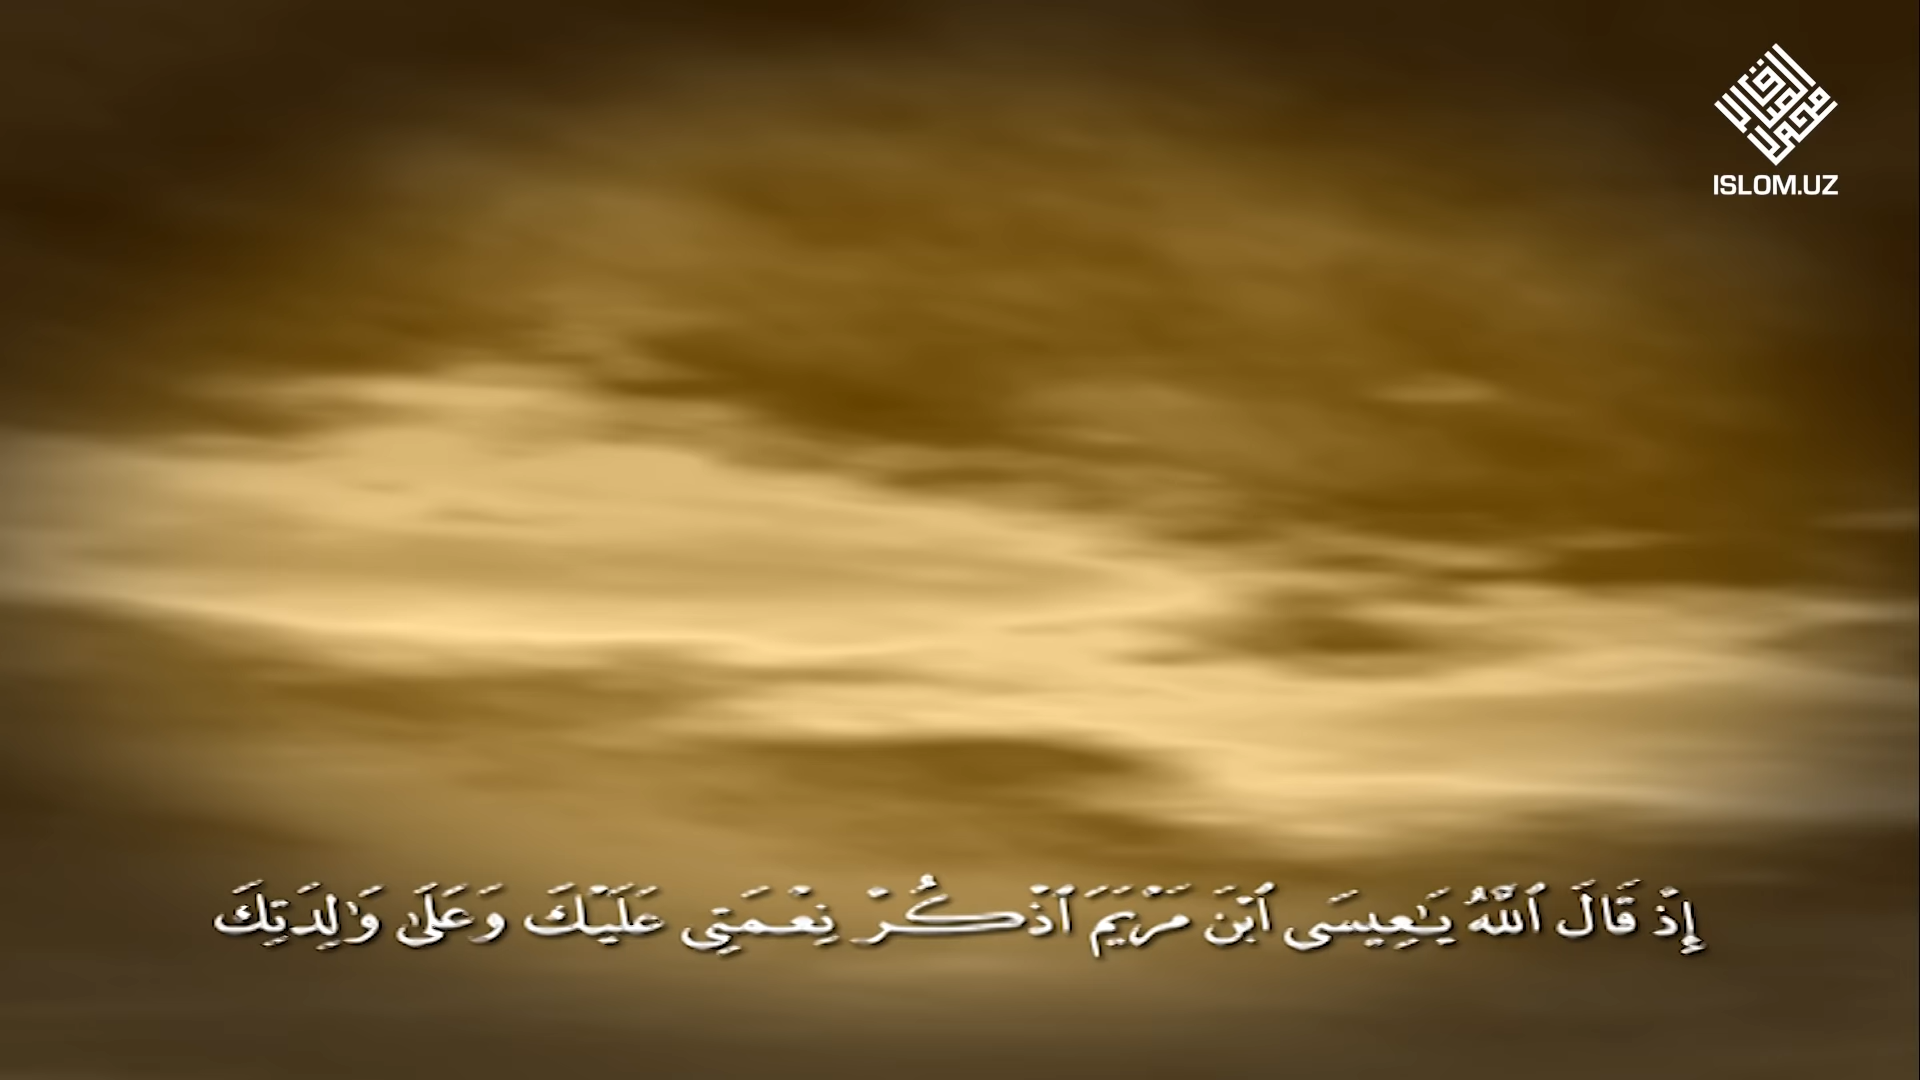 ISLOM.UZ
إِذْ قَالَ ٱللَّهُ يَـٰعِيسَى ٱبْنَ مَرْيَمَ ٱذْكُرْ نِعْمَتِى عَلَيْكَ وَعَلَىٰ وَٰلِدَتِكَ